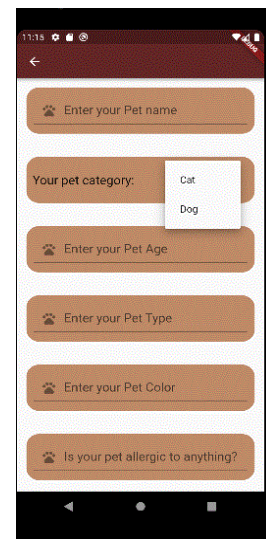 11:15
DEBUG
Enter your Pet name
Your pet category:
Cat
Dog
Enter your Pet Age
Enter your Pet Type
Enter your Pet Color
Is your pet allergic to anything?